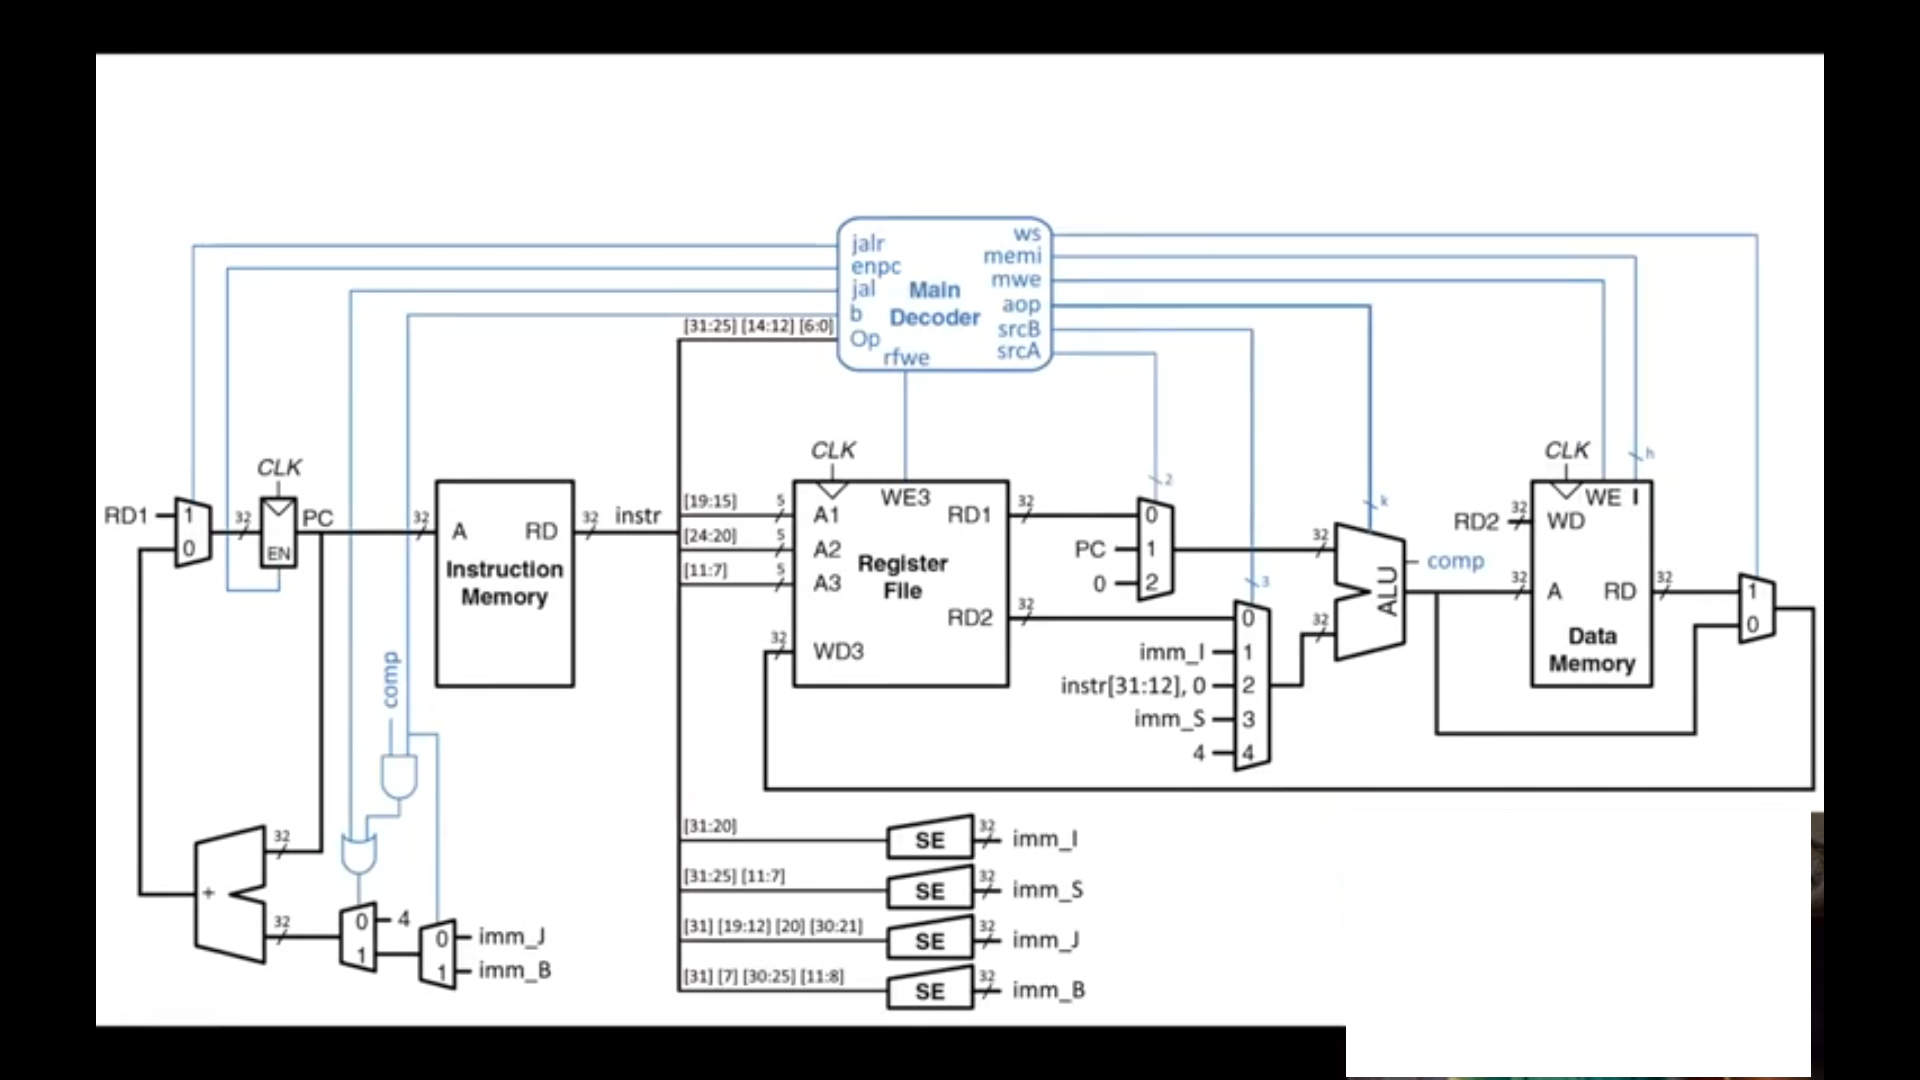 jalr
ws
enpc
memi
jal
Main
mwe
b
Decoder
aop
[31:25] [14:12] [6:0]
Op
srcB
rfwe
srcA
CLK
CLK
CLK
h
2
k
RD1
1
0
32
PC
EN
32
A
RD
Instruction
Memory
32
instr
[19:15]
5
A1
WE3
RD1
32
[24:20]
5
A2
Register
File
[11:7]
5
A3
RD2
32
32
WD3
0
PC
1
0
2
3
0
imm_I
1
instr[31:12], 0
2
imm_S
3
4
4
32
32
ALU
comp
WE I
RD2
32
WD
32
A
RD
32
Data
Memory
1
0
comp
32
+
32
0
4
1
0
imm_J
1
imm_B
[31:20]
SE
32
imm_I
[31:25] [11:7]
SE
32
imm_S
[31] [19:12] [20] [30:21]
SE
32
imm_J
[31] [7] [30:25] [11:8]
SE
32
imm_B